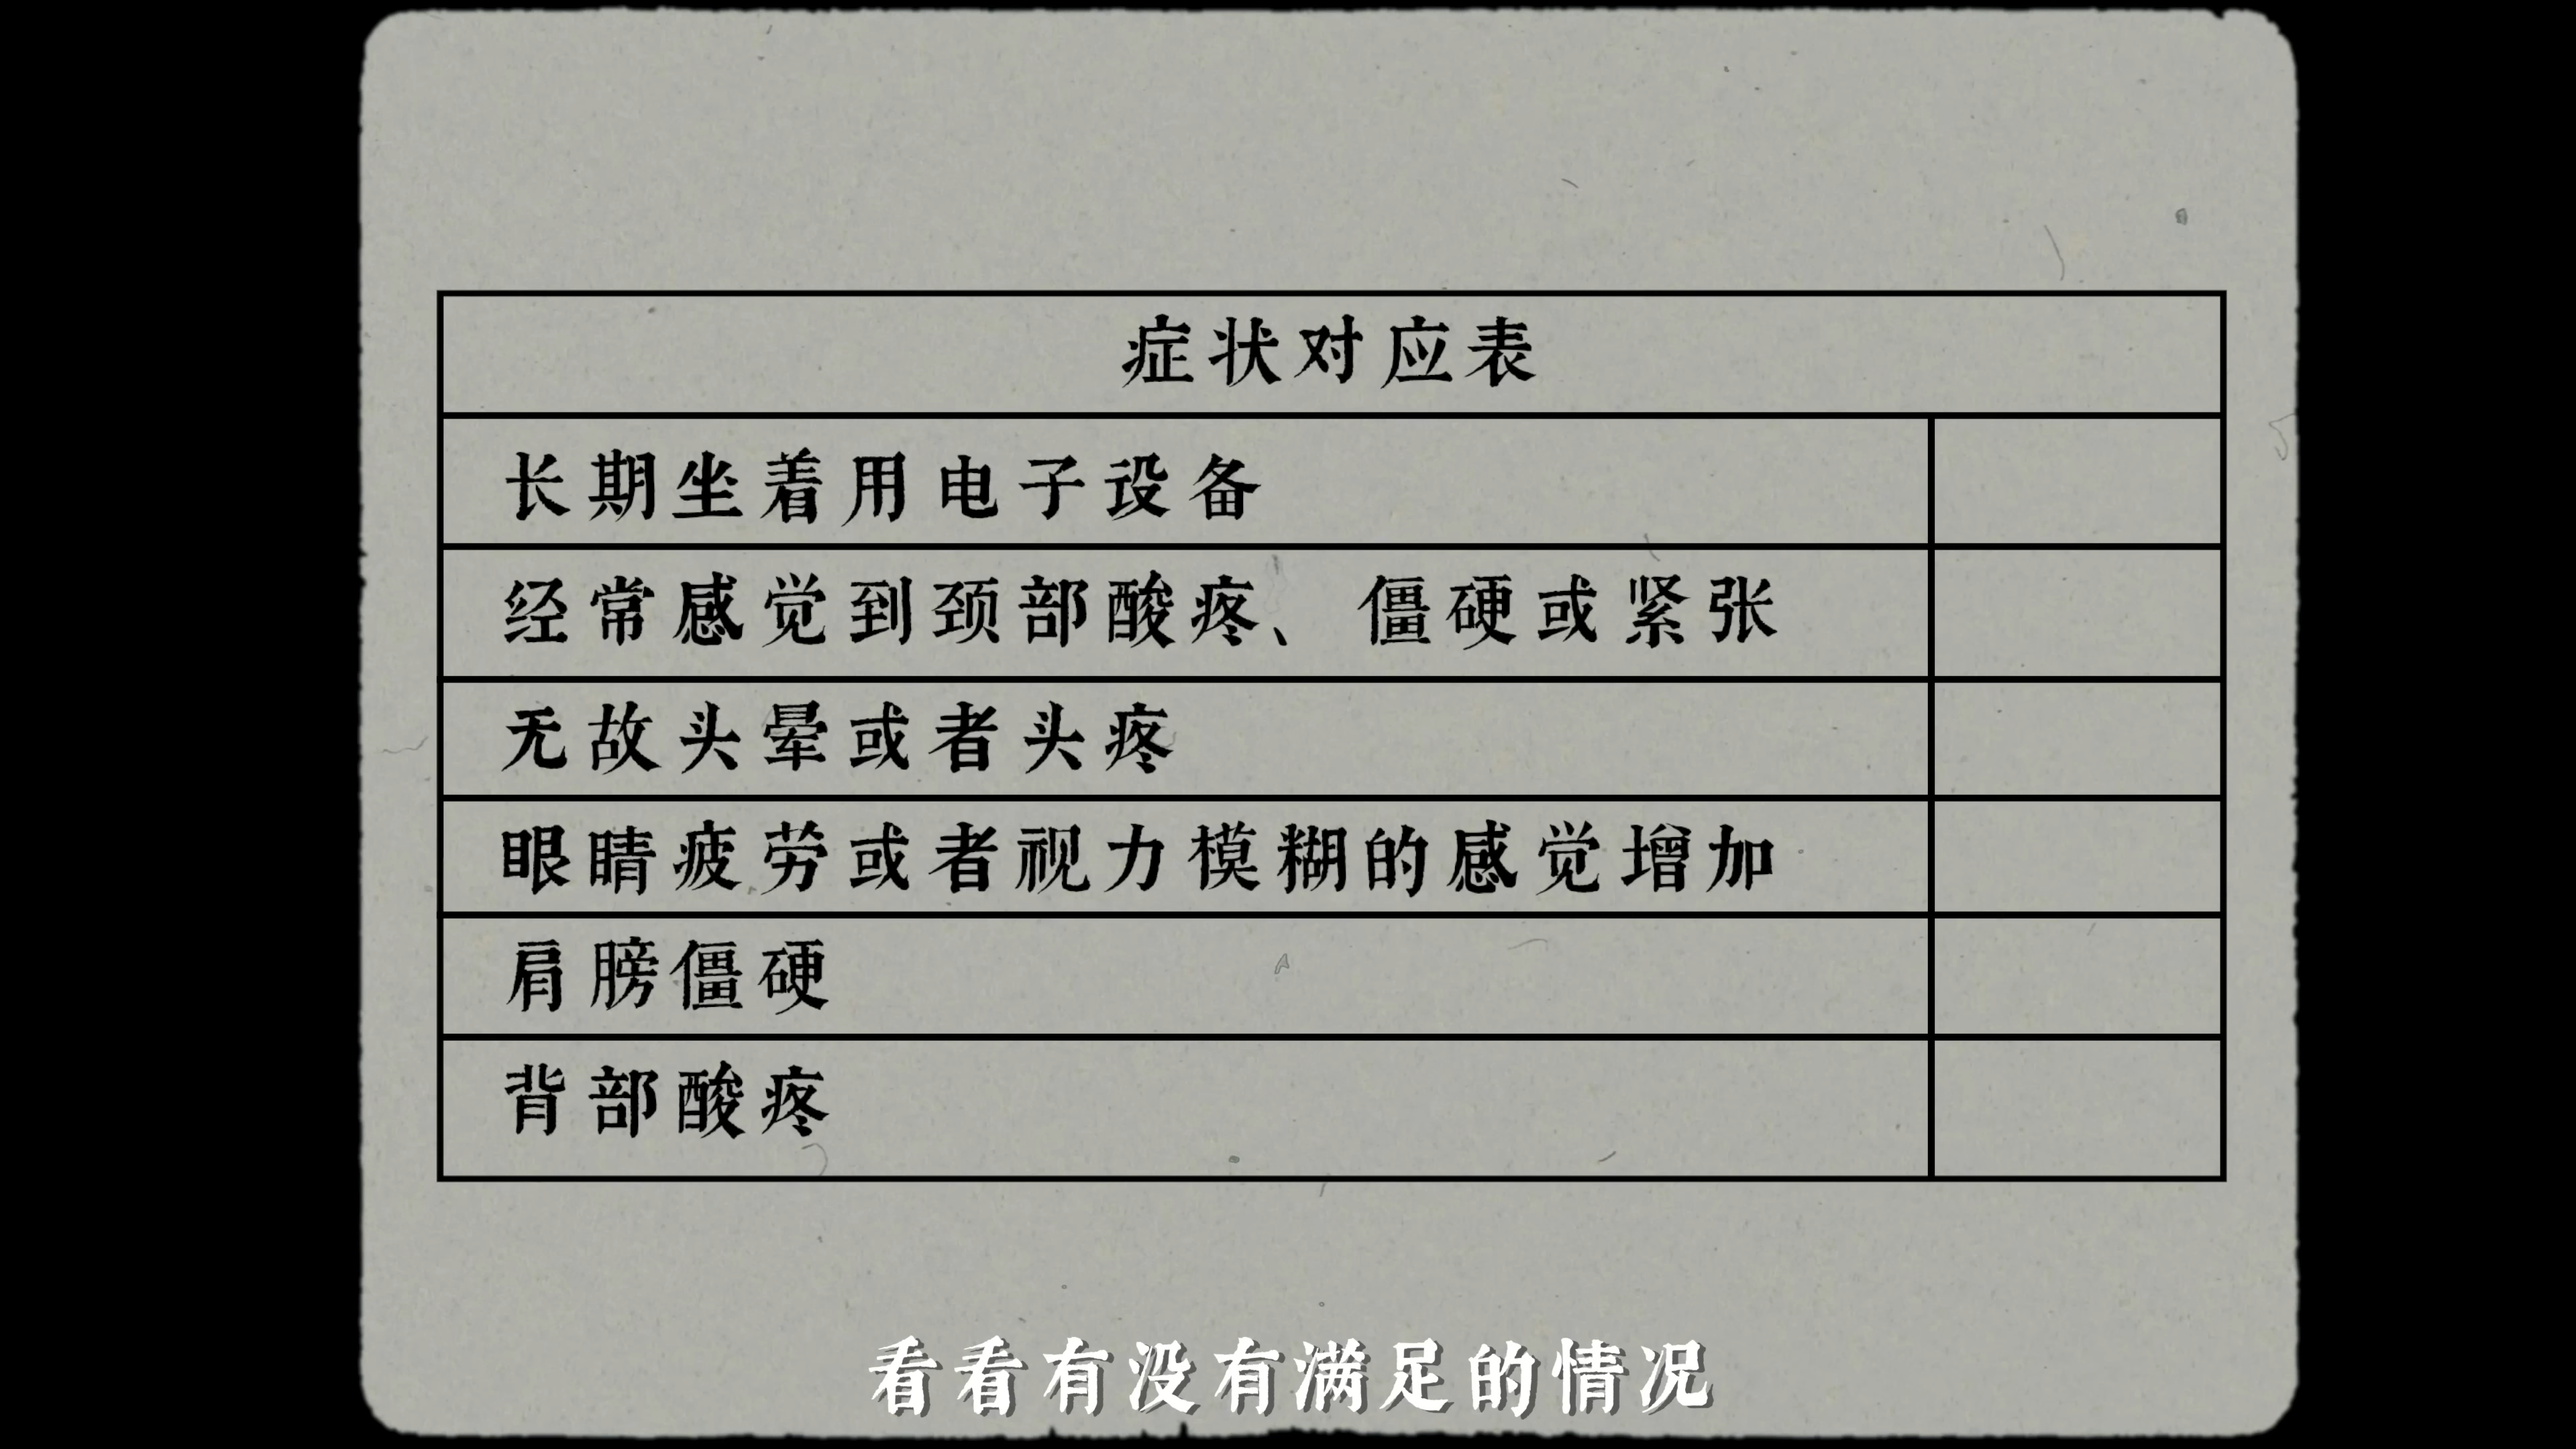 症状对应表
长期坐着用电子设备
经常感觉到颈部酸疼、僵硬或紧张
无故头晕或者头疼
眼睛疲劳或者视力模糊的感觉增加
肩膀僵硬
背部酸疼
看看有没有满足的情况